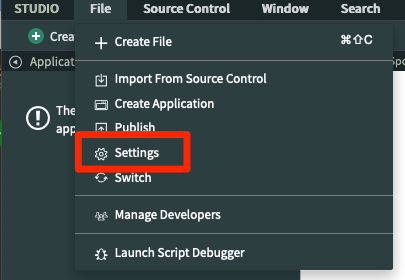 STUDIO File Source Control Window Search
Crea
Create File ⌘⇧C
Applicat
Import From Source Control
Create Application
The
app
Publish
Settings
Switch
Manage Developers
Launch Script Debugger